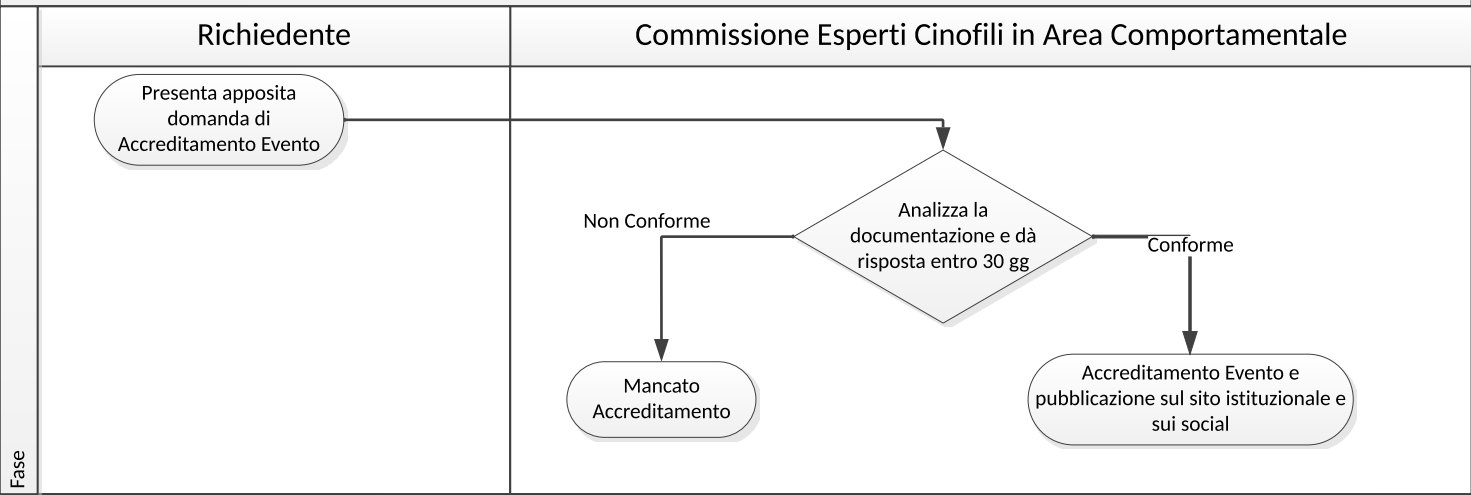 Richiedente
Commissione Esperti Cinofili in Area Comportamentale
Presenta apposita
domanda di
Accreditamento Evento
Analizza la
documentazione e dà
risposta entro 30 gg
Non Conforme
Conforme
Mancato
Accreditamento
Accreditamento Evento e
pubblicazione sul sito istituzionale e
sui social
Fase